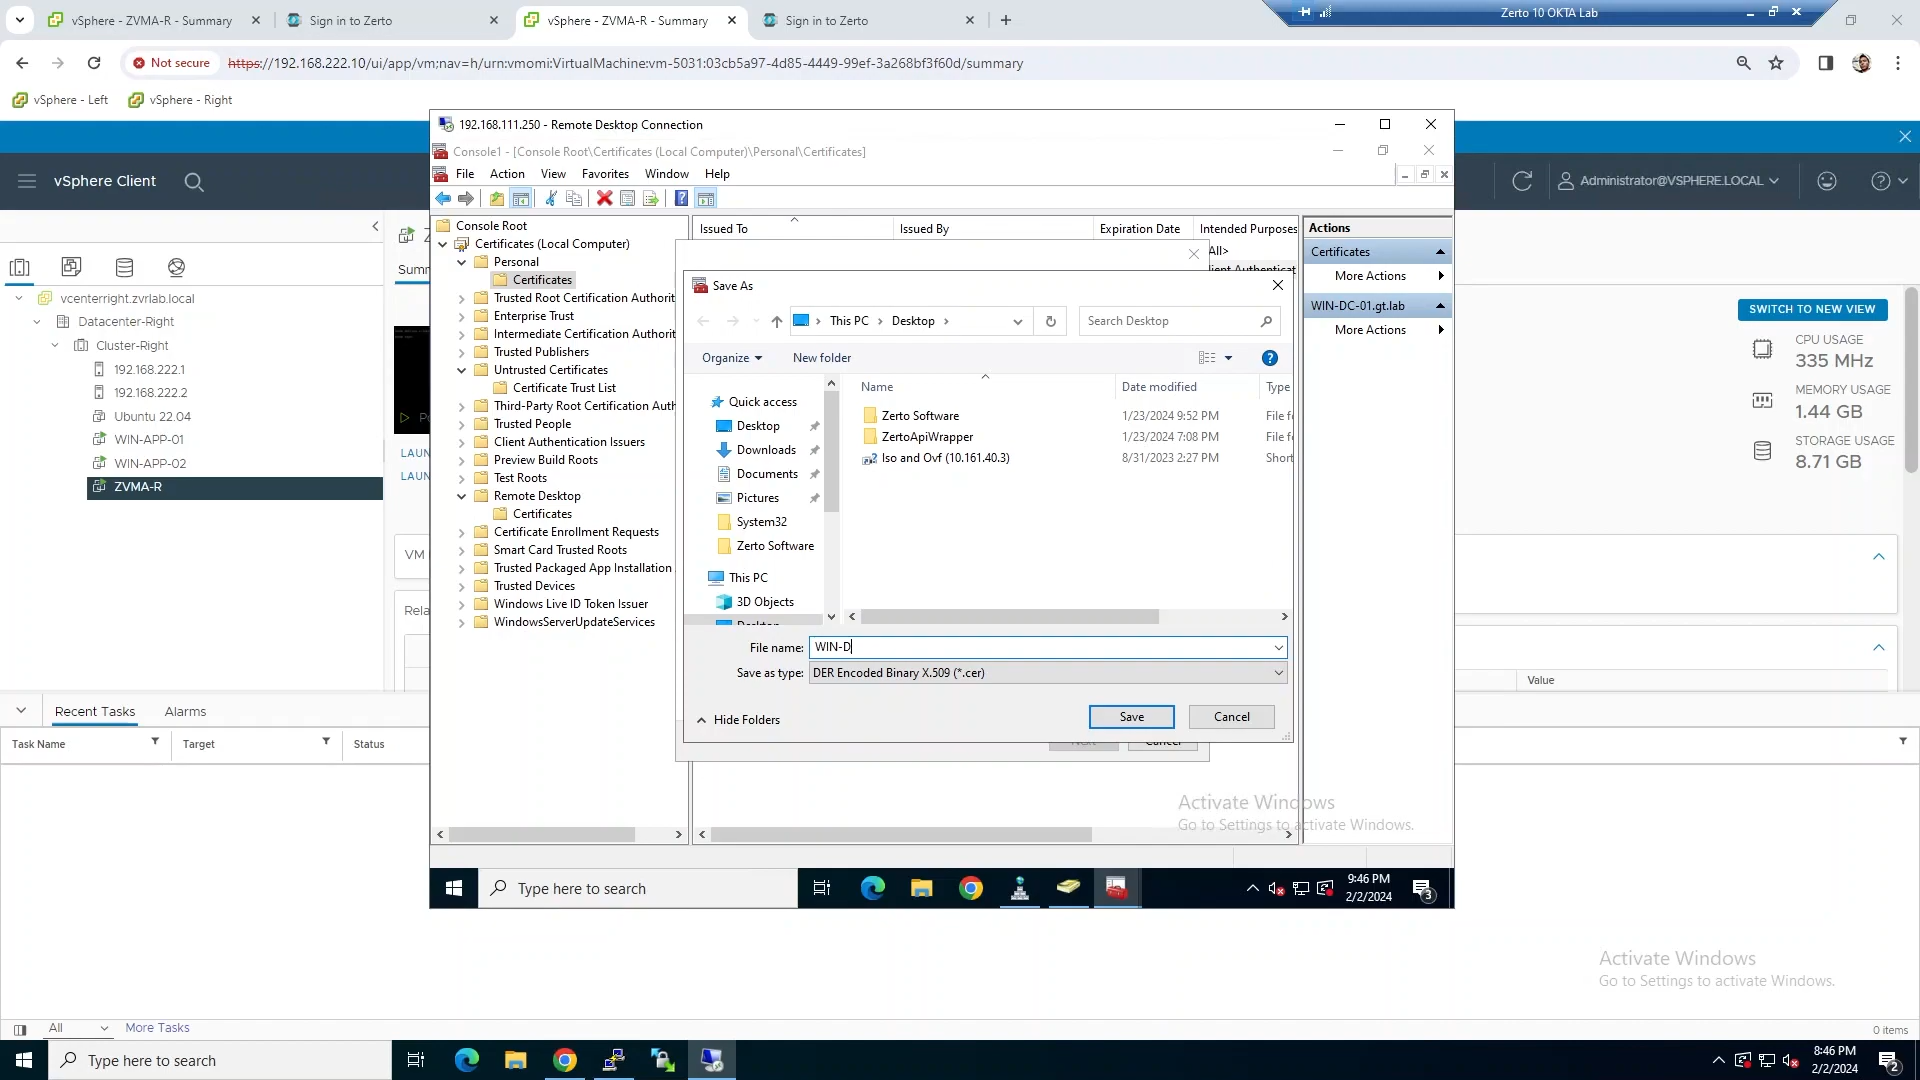 vSphere - ZVMA-R - Summary
Sign in to Zerto
vSphere - ZVMA-R - Summary
Sign in to Zerto
Zerto 10 OKTA Lab
Not secure
https://192.168.222.10/ui/app/vm;nav=h/urn:vmomi:VirtualMachine:vm-5031:03cb5a97-4d85-4449-99ef-3a268bf3f60d/summary
vSphere - Left
vSphere - Right
vSphere Client
Administrator@VSPHERE.LOCAL
Summ
vcenterright.zvrlab.local
Datacenter-Right
Cluster-Right
192.168.222.1
192.168.222.2
Ubuntu 22.04
WIN-APP-01
WIN-APP-02
ZVMA-R
LAUN
LAUN
VM
Rela
192.168.111.250 - Remote Desktop Connection
Console1 - [Console Root\Certificates (Local Computer)\Personal\Certificates]
File Action View Favorites Window Help
Console Root
Certificates (Local Computer)
Personal
Certificates
Trusted Root Certification Authorit
Enterprise Trust
Intermediate Certification Authorit
Trusted Publishers
Untrusted Certificates
Certificate Trust List
Third-Party Root Certification Auth
Trusted People
Client Authentication Issuers
Preview Build Roots
Test Roots
Remote Desktop
Certificates
Certificate Enrollment Requests
Smart Card Trusted Roots
Trusted Packaged App Installation
Trusted Devices
Windows Live ID Token Issuer
WindowsServerUpdateServices
Issued To
Issued By
Expiration Date
Intended Purposes
All>
lient Authenticat
Save As
This PC
Desktop
Search Desktop
Organize
New folder
Quick access
Desktop
Downloads
Documents
Pictures
System32
Zerto Software
This PC
3D Objects
Desktop
Name
Date modified
Type
Zerto Software 1/23/2024 9:52 PM File f
ZertoApiWrapper 1/23/2024 7:08 PM File f
Iso and Ovf (10.161.40.3) 8/31/2023 2:27 PM Short
File name: WIN-D
Save as type: DER Encoded Binary X.509 (*.cer)
Hide Folders
Save
Cancel
Next
Cancel
Actions
Certificates
More Actions
WIN-DC-01.gt.lab
More Actions
Activate Windows
Go to Settings to activate Windows.
Type here to search
9:46 PM
2/2/2024
3
SWITCH TO NEW VIEW
CPU USAGE
335 MHz
MEMORY USAGE
1.44 GB
STORAGE USAGE
8.71 GB
Value
Recent Tasks
Alarms
Task Name
Target
Status
Activate Windows
Go to Settings to activate Windows.
All
More Tasks
0 items
Type here to search
8:46 PM
2/2/2024
2